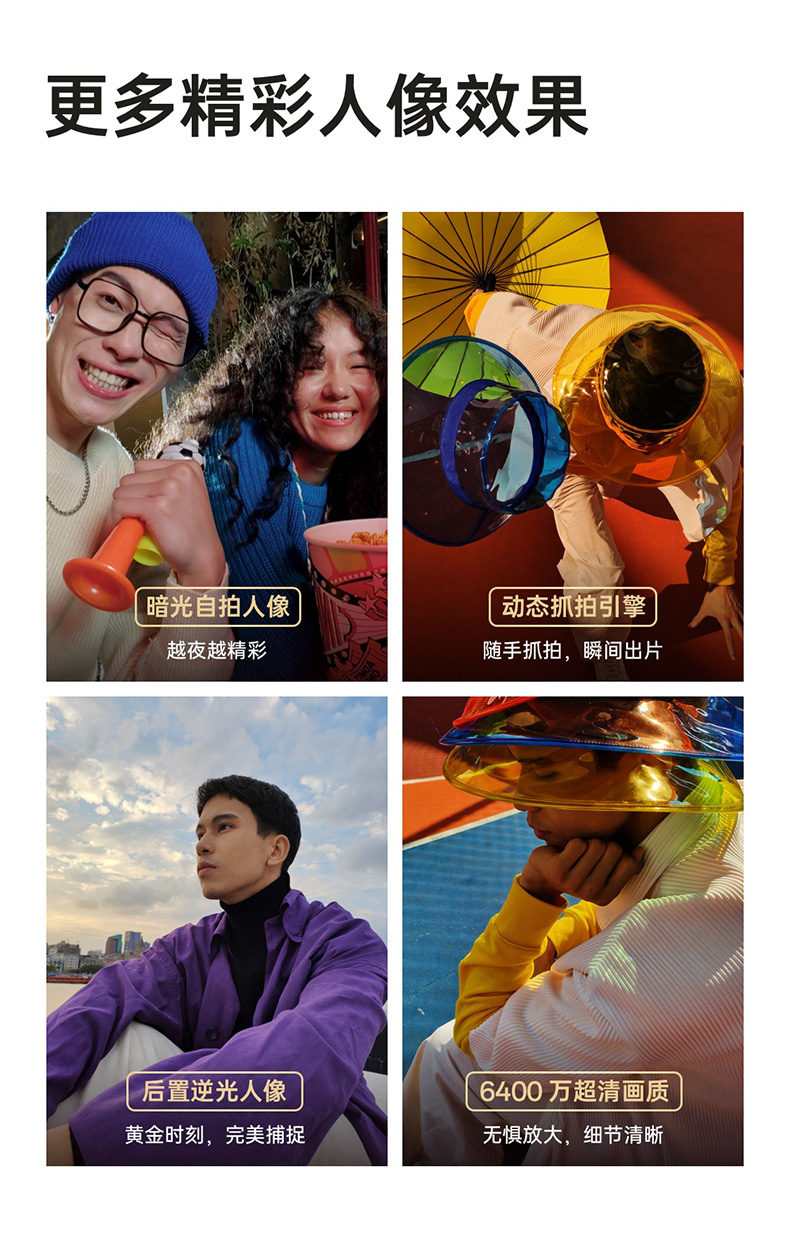 更多精彩人像效果
暗光自拍人像
越夜越精彩
动态抓拍引擎
随手抓拍，瞬间出片
后置逆光人像
黄金时刻，完美捕捉
6400 万超清画质
无惧放大，细节清晰